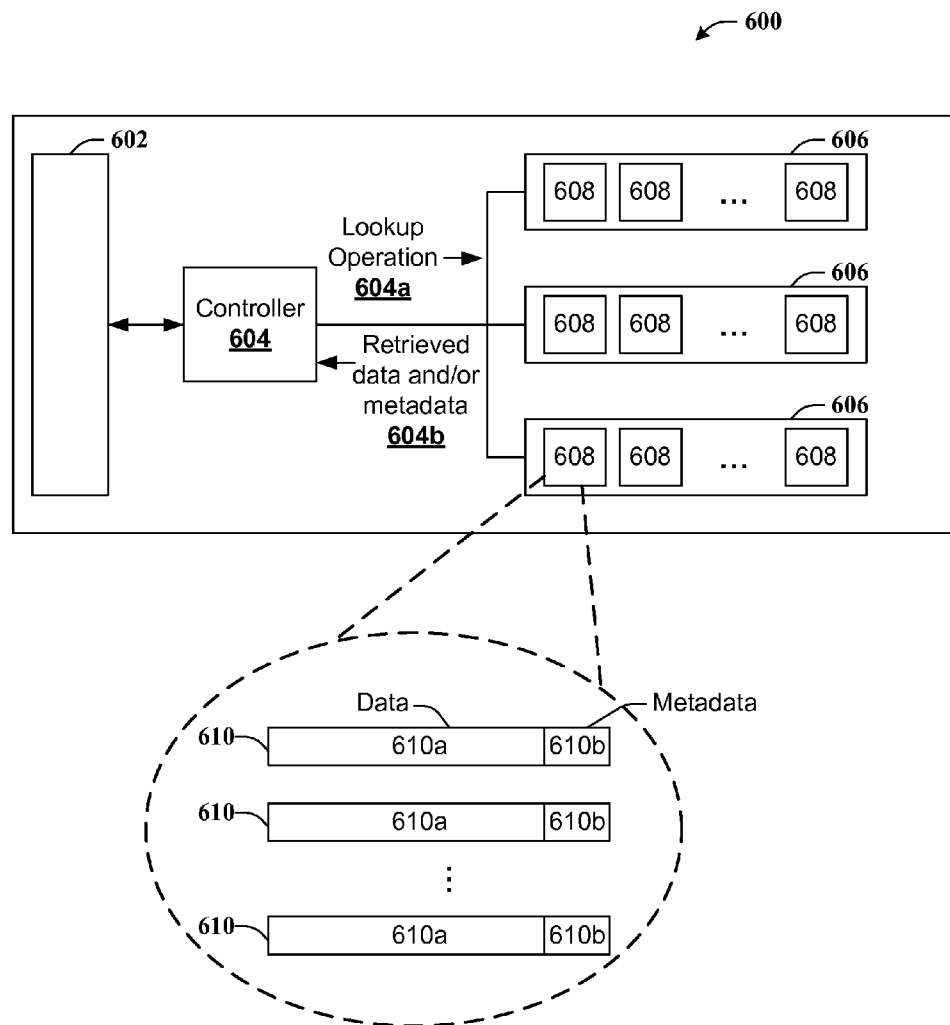 600
602
606
608 608 ... 608
Lookup
Operation
604a
Controller
604
606
608 608 ... 608
Retrieved
data and/or
metadata
604b
606
608 608 ... 608
Data Metadata
610 610a 610b
610 610a 610b
⋮
610 610a 610b